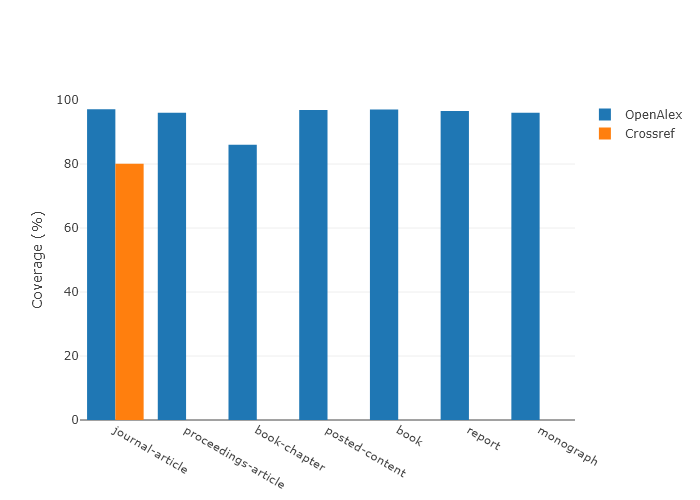 100
80
60
40
20
0
Coverage (%)
journal-article
proceedings-article
book-chapter
posted-content
book
report
monograph
OpenAlex
Crossref